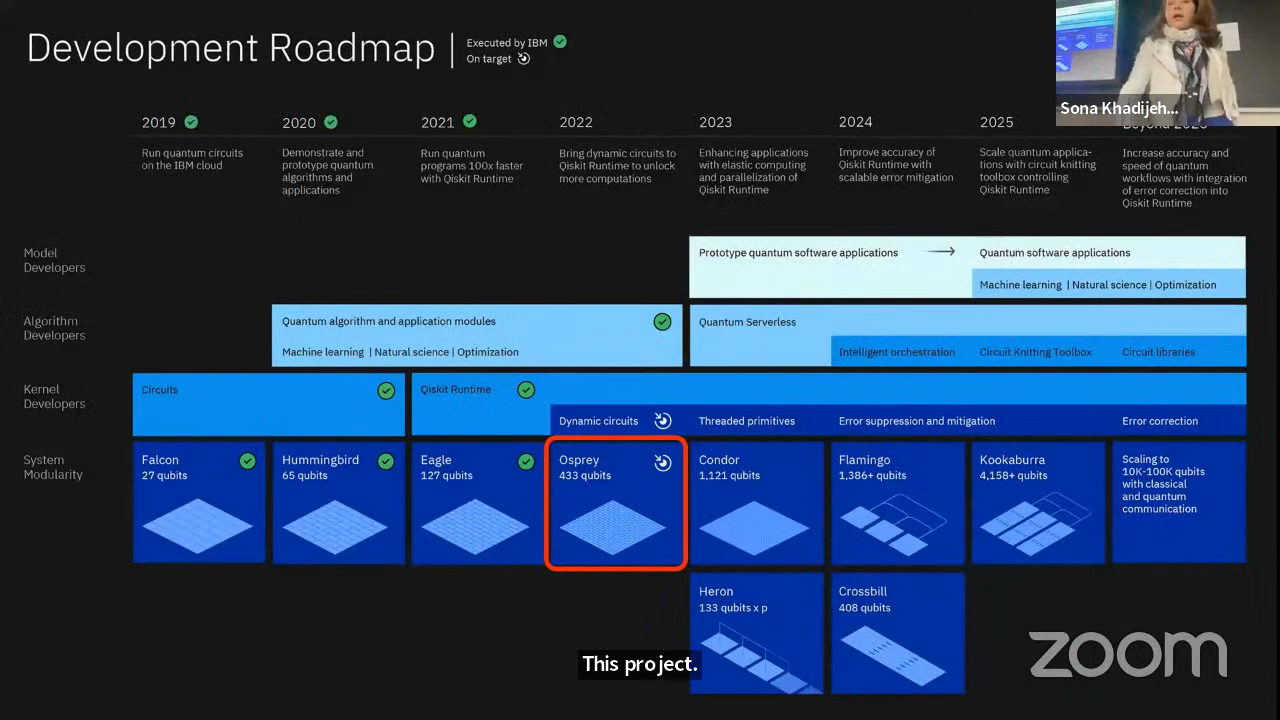 Development Roadmap
Executed by IBM
On target
Sona Khadijeh...
2019
2020
2021
2022
2023
2024
2025
Beyond 2026
Run quantum circuits
on the IBM cloud
Demonstrate and
prototype quantum
algorithms and
applications
Run quantum
programs 100x faster
with Qiskit Runtime
Bring dynamic circuits to
Qiskit Runtime to unlock
more computations
Enhancing applications
with elastic computing
and parallelization of
Qiskit Runtime
Improve accuracy of
Qiskit Runtime with
scalable error mitigation
Scale quantum applica-
tions with circuit knitting
toolbox controlling
Qiskit Runtime
Increase accuracy and
speed of quantum
workflows with integration
of error correction into
Qiskit Runtime
Model
Developers
Prototype quantum software applications →
Quantum software applications
Machine learning | Natural science | Optimization
Algorithm
Developers
Quantum algorithm and application modules
Machine learning | Natural science | Optimization
Quantum Serverless
Intelligent orchestration
Circuit Knitting Toolbox
Circuit libraries
Kernel
Developers
Circuits
Qiskit Runtime
Dynamic circuits
Threaded primitives
Error suppression and mitigation
Error correction
System
Modularity
Falcon
27 qubits
Hummingbird
65 qubits
Eagle
127 qubits
Osprey
433 qubits
Condor
1,121 qubits
Flamingo
1,386+ qubits
Kookaburra
4,158+ qubits
Scaling to
10K-100K qubits
with classical
and quantum
communication
Heron
133 qubits x p
Crossbill
408 qubits
This project.
zoom